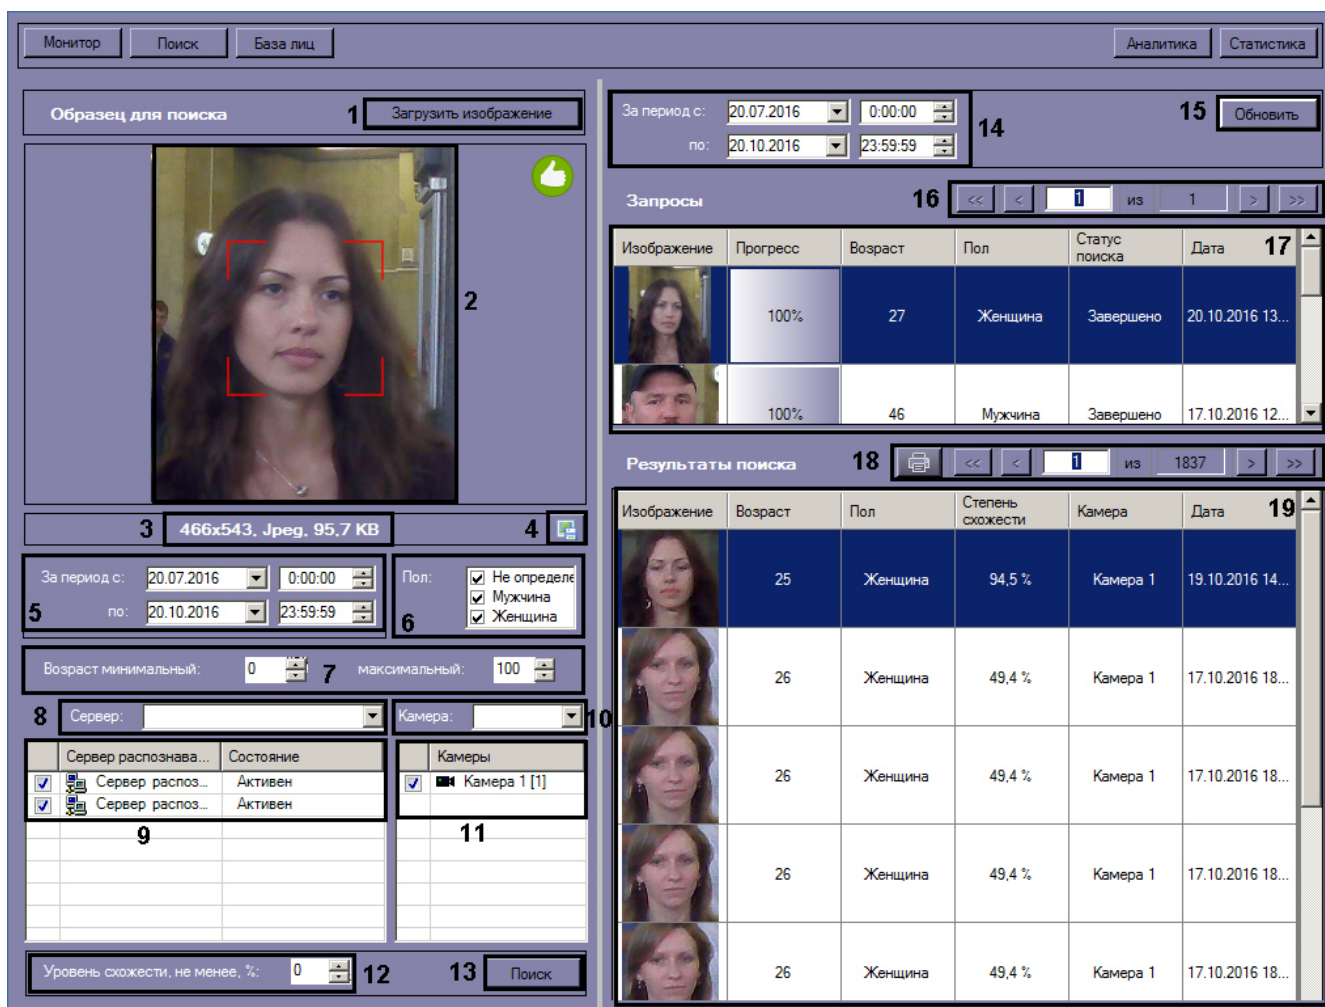 Монитор Поиск База лиц Аналитика Статистика
Образец для поиска 1 Загрузить изображение
2
3 466x543, Jpeg, 95,7 KB 4
За период с: 20.07.2016 0:00:00
5 по: 20.10.2016 23:59:59
Пол: Не определе
Мужчина
6 Женщина
Возраст минимальный: 0 7 максимальный: 100
8 Сервер: Камера: 10
Сервер распознава... Состояние
Сервер распоз... Активен
Сервер распоз... Активен
9
Камеры
Камера 1 [1]
11
Уровень схожести, не менее, %: 0 12 13 Поиск
За период с: 20.07.2016 0:00:00
по: 20.10.2016 23:59:59
14
15 Обновить
Запросы 16 << < 1 из 1 > >>
Изображение Прогресс Возраст Пол Статус поиска Дата 17
100% 27 Женщина Завершено 20.10.2016 13...
100% 46 Мужчина Завершено 17.10.2016 12...
Результаты поиска 18 << < 1 из 1837 > >>
Изображение Возраст Пол Степень схожести Камера Дата 19
25 Женщина 94,5 % Камера 1 19.10.2016 14...
26 Женщина 49,4 % Камера 1 17.10.2016 18...
26 Женщина 49,4 % Камера 1 17.10.2016 18...
26 Женщина 49,4 % Камера 1 17.10.2016 18...
26 Женщина 49,4 % Камера 1 17.10.2016 18...